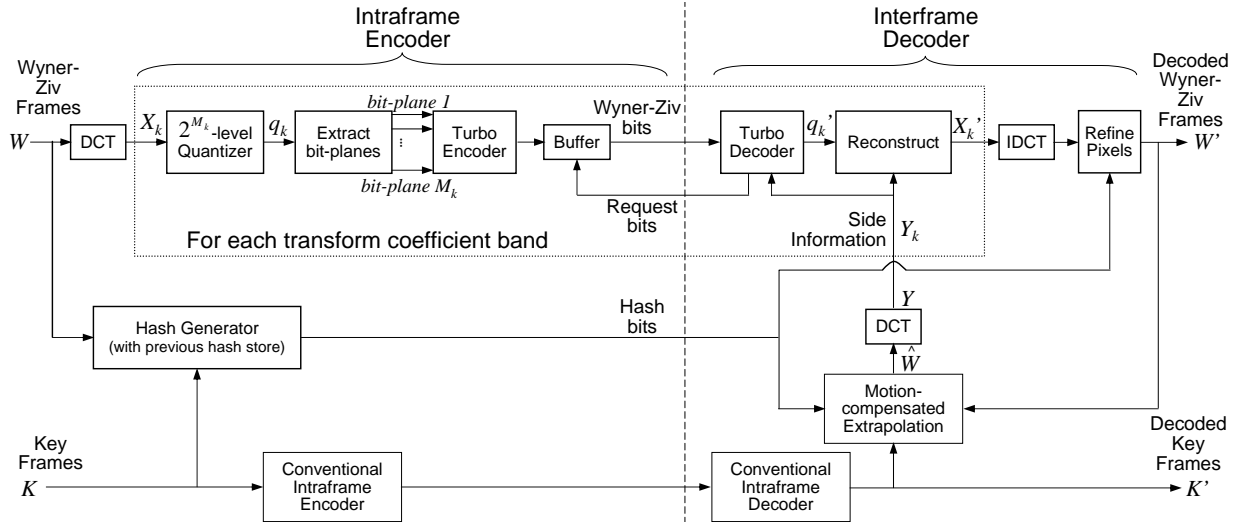 Intraframe
Encoder
Interframe
Decoder
Wyner-
Ziv
Frames
W
DCT
X_k
2^{M_k}-level
Quantizer
q_k
Extract
bit-planes
bit-plane 1
⋮
bit-plane M_k
Turbo
Encoder
Buffer
Wyner-Ziv
bits
Request
bits
Turbo
Decoder
q_k’
Reconstruct
X_k’
IDCT
Refine
Pixels
Decoded
Wyner-
Ziv
Frames
W’
For each transform coefficient band
Side
Information
Y_k
Y
DCT
Ŵ
Hash Generator
(with previous hash store)
Hash
bits
Motion-
compensated
Extrapolation
Key
Frames
K
Conventional
Intraframe
Encoder
Conventional
Intraframe
Decoder
Decoded
Key
Frames
K’